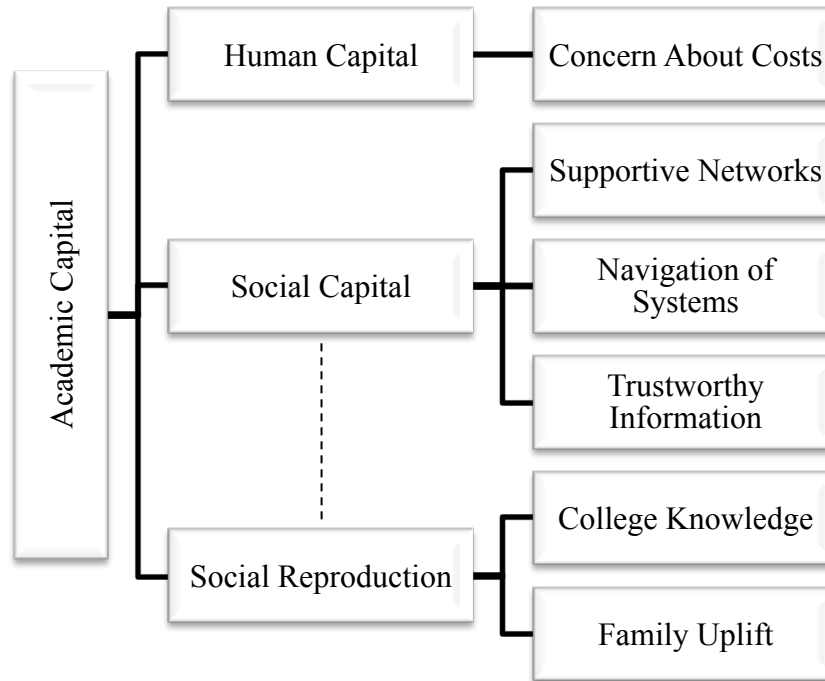 Academic Capital
Human Capital
Concern About Costs
Social Capital
Supportive Networks
Navigation of
Systems
Trustworthy
Information
Social Reproduction
College Knowledge
Family Uplift